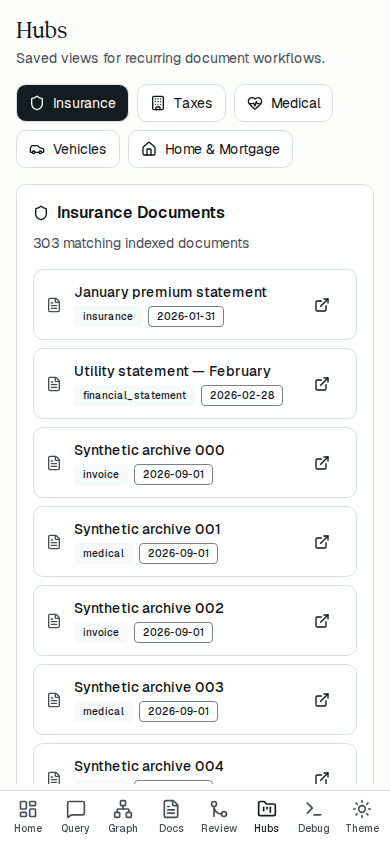 Hubs
Saved views for recurring document workflows.
Insurance
Taxes
Medical
Vehicles
Home & Mortgage
Insurance Documents
303 matching indexed documents
January premium statement
insurance
2026-01-31
Utility statement — February
financial_statement
2026-02-28
Synthetic archive 000
invoice
2026-09-01
Synthetic archive 001
medical
2026-09-01
Synthetic archive 002
invoice
2026-09-01
Synthetic archive 003
medical
2026-09-01
Synthetic archive 004
Home
Query
Graph
Docs
Review
Hubs
Debug
Theme